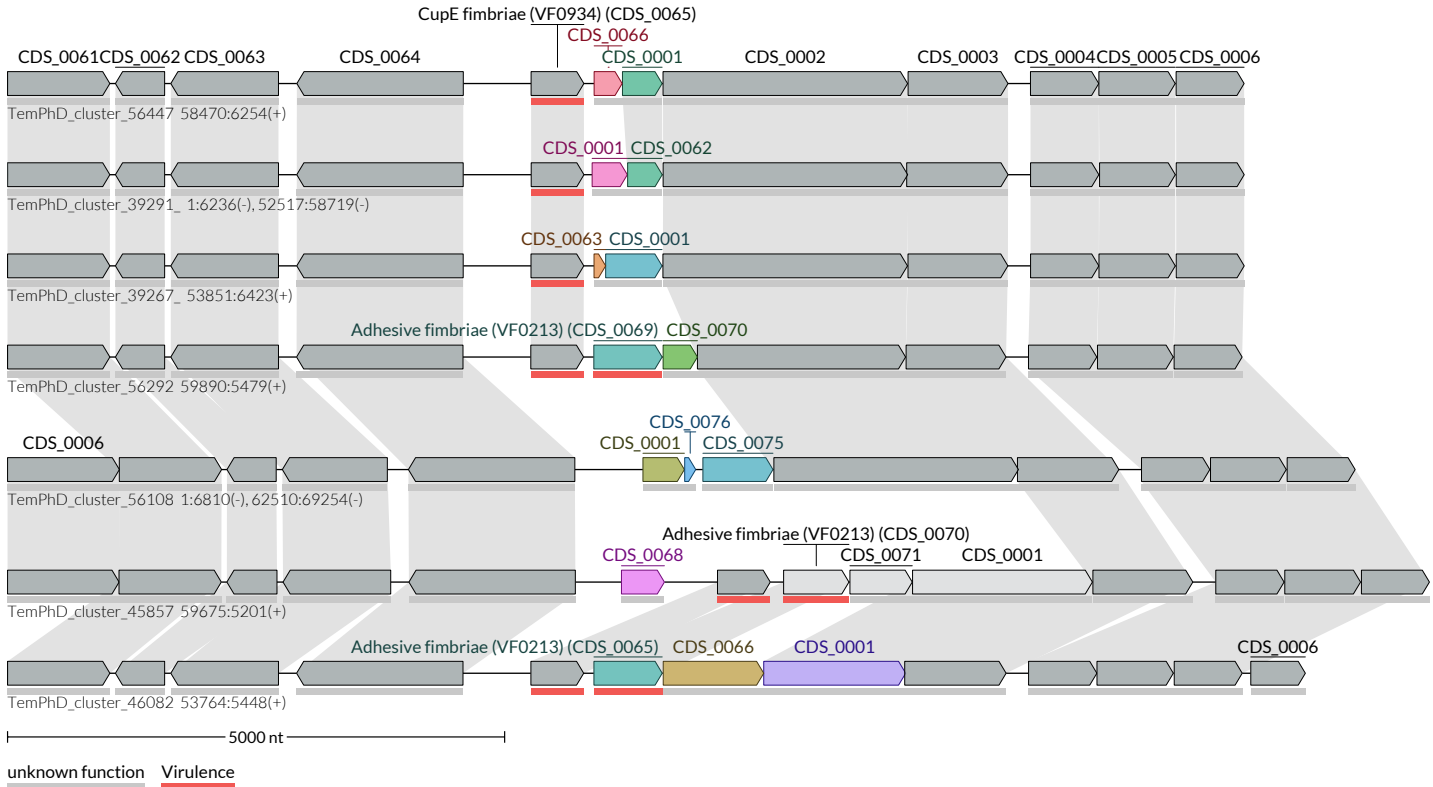 CupE fimbriae (VF0934) (CDS_0065)
CDS_0066
CDS_0061 CDS_0062 CDS_0063 CDS_0064 CDS_0001 CDS_0002 CDS_0003 CDS_0004 CDS_0005 CDS_0006
TemPhD_cluster_56447 58470:6254(+)
CDS_0001 CDS_0062
TemPhD_cluster_39291_ 1:6236(-), 52517:58719(-)
CDS_0063 CDS_0001
TemPhD_cluster_39267_ 53851:6423(+)
Adhesive fimbriae (VF0213) (CDS_0069) CDS_0070
TemPhD_cluster_56292 59890:5479(+)
CDS_0076
CDS_0006 CDS_0001 CDS_0075
TemPhD_cluster_56108 1:6810(-), 62510:69254(-)
Adhesive fimbriae (VF0213) (CDS_0070)
CDS_0068 CDS_0071 CDS_0001
TemPhD_cluster_45857 59675:5201(+)
Adhesive fimbriae (VF0213) (CDS_0065) CDS_0066 CDS_0001 CDS_0006
TemPhD_cluster_46082 53764:5448(+)
5000 nt
unknown function Virulence